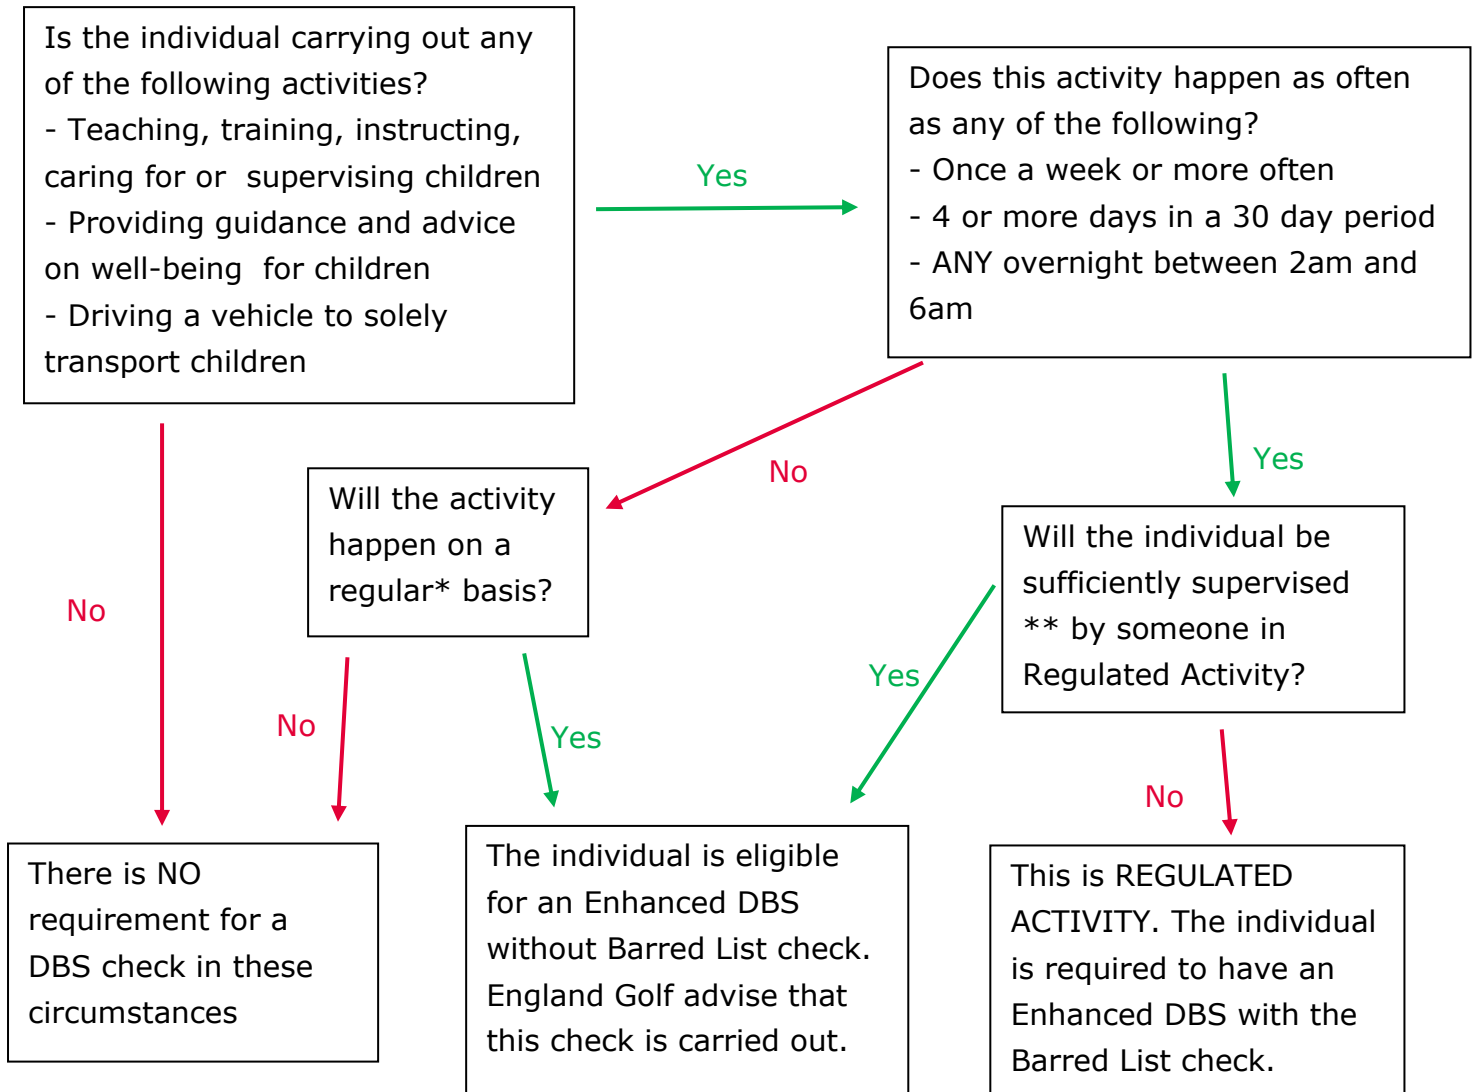 Is the individual carrying out any
of the following activities?
- Teaching, training, instructing,
caring for or  supervising children
- Providing guidance and advice
on well-being  for children
- Driving a vehicle to solely
transport children
Yes
Does this activity happen as often
as any of the following?
- Once a week or more often
- 4 or more days in a 30 day period
- ANY overnight between 2am and
6am
No
No
Yes
Will the activity
happen on a
regular* basis?
Will the individual be
sufficiently supervised
** by someone in
Regulated Activity?
No
Yes
Yes
No
There is NO
requirement for a
DBS check in these
circumstances
The individual is eligible
for an Enhanced DBS
without Barred List check.
England Golf advise that
this check is carried out.
This is REGULATED
ACTIVITY. The individual
is required to have an
Enhanced DBS with the
Barred List check.